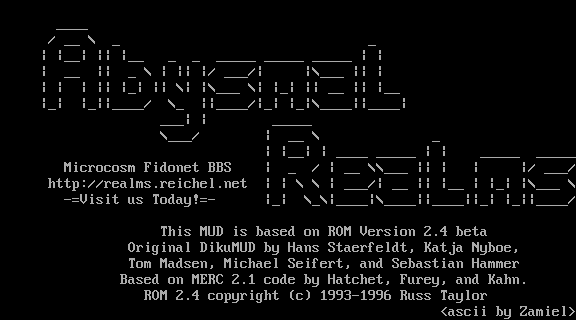 Abysmal
Realms
Microcosm Fidonet BBS
http://realms.reichel.net
-=Visit us Today!=-
This MUD is based on ROM Version 2.4 beta
Original DikuMUD by Hans Staerfeldt, Katja Nyboe,
Tom Madsen, Michael Seifert, and Sebastian Hammer
Based on MERC 2.1 code by Hatchet, Furey, and Kahn.
ROM 2.4 copyright (c) 1993-1996 Russ Taylor
<ascii by Zamiel>